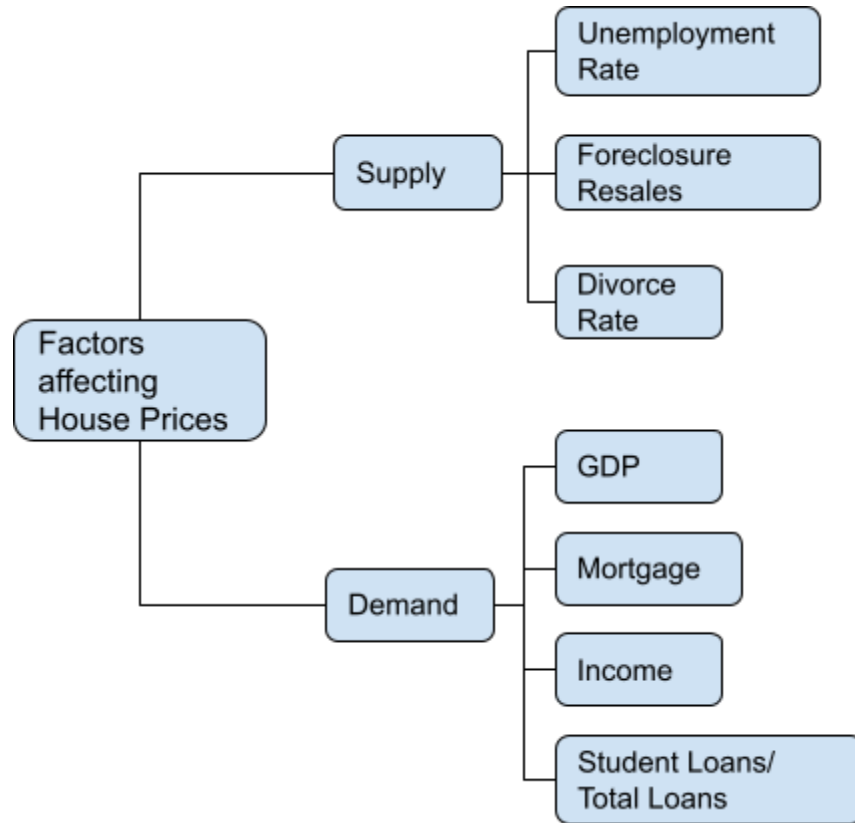 Unemployment
Rate
Supply
Foreclosure
Resales
Divorce
Rate
Factors
affecting
House Prices
GDP
Mortgage
Demand
Income
Student Loans/
Total Loans